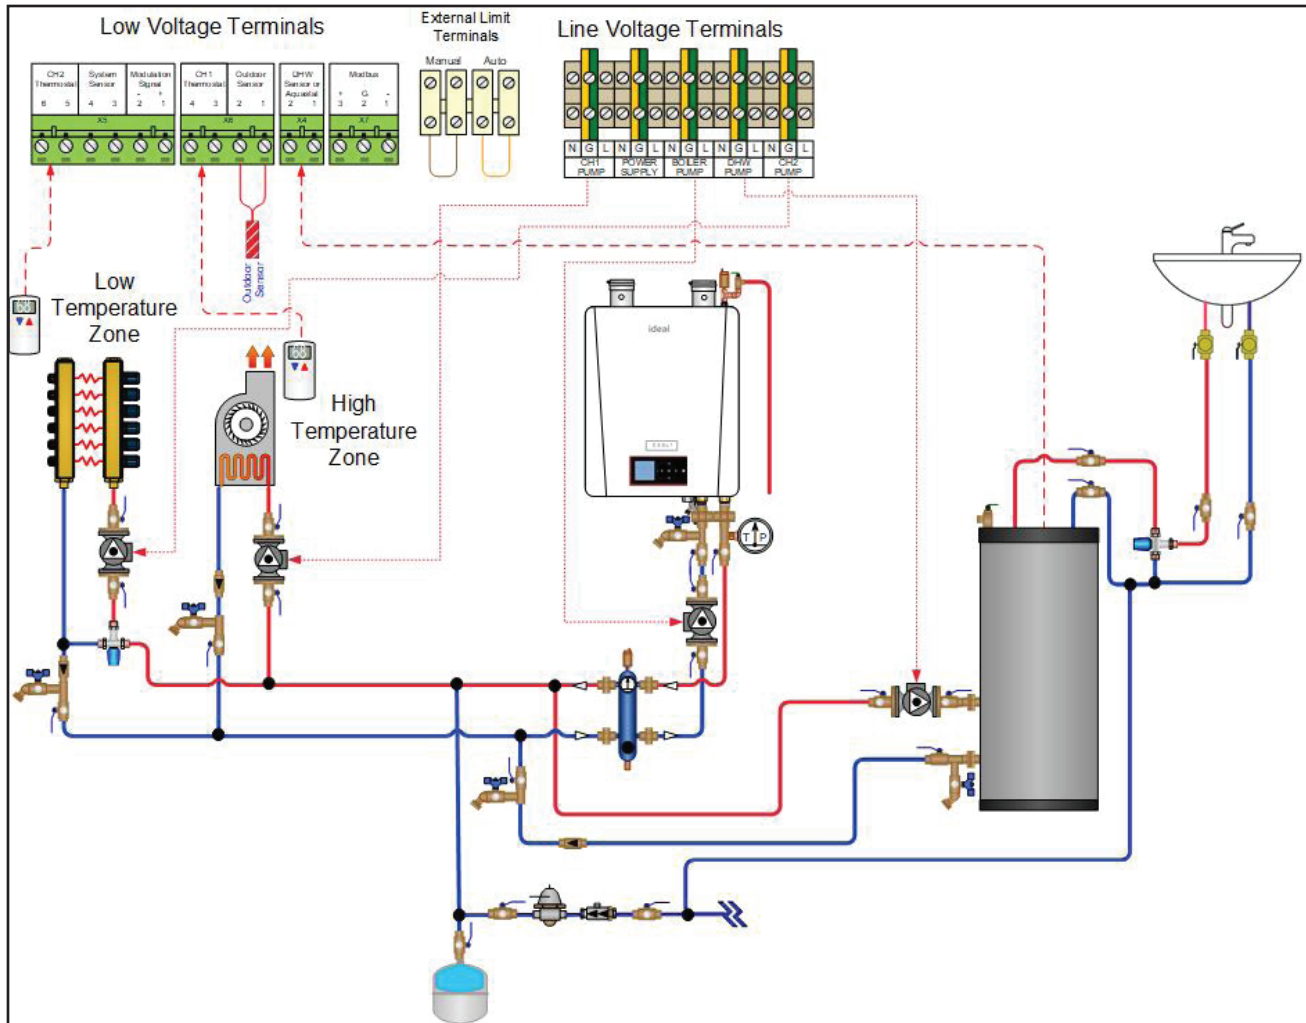 Low Voltage Terminals
External Limit
Terminals
Line Voltage Terminals
Manual Auto
CH2
Thermostat
6 5
System
Sensor
4 3
Modulation
Signal
- +
2 1
X5
CH1
Thermostat
4 3
Outdoor
Sensor
2 1
X6
DHW
Sensor or
Aquastat
2 1
X4
Modbus
+ G -
3 2 1
X7
N G L N G L N G L N G L N G L
CH1
PUMP
POWER
SUPPLY
BOILER
PUMP
DHW
PUMP
CH2
PUMP
Outdoor
Sensor
Low
Temperature
Zone
High
Temperature
Zone
ideal
T P